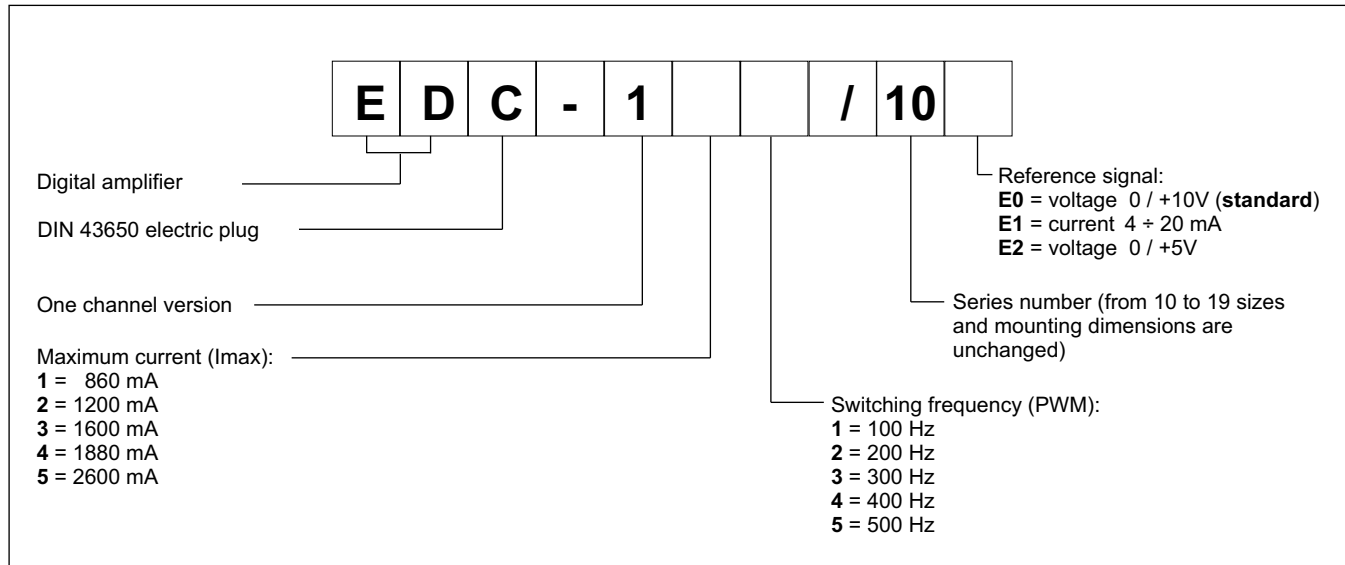 E D C - 1 / 10
Digital amplifier
DIN 43650 electric plug
One channel version
Maximum current (Imax):
1 = 860 mA
2 = 1200 mA
3 = 1600 mA
4 = 1880 mA
5 = 2600 mA
Reference signal:
E0 = voltage 0 / +10V (standard)
E1 = current 4 ÷ 20 mA
E2 = voltage 0 / +5V
Series number (from 10 to 19 sizes
and mounting dimensions are
unchanged)
Switching frequency (PWM):
1 = 100 Hz
2 = 200 Hz
3 = 300 Hz
4 = 400 Hz
5 = 500 Hz